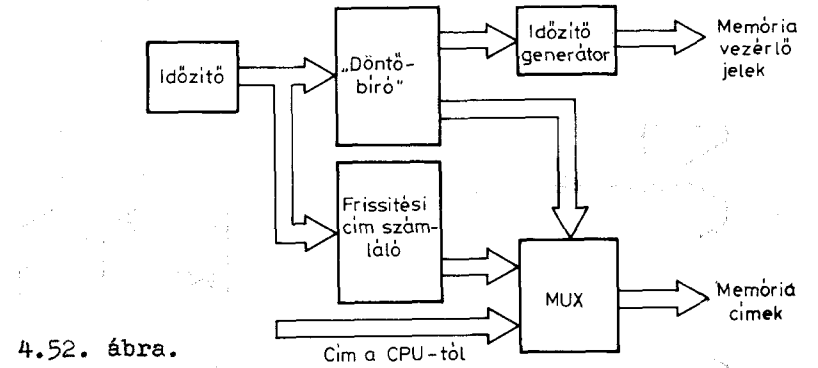 Időzítő
„Döntő-
bíró"
Időzítő
generátor
Memória
vezérlő
jelek
Frissítési
cím szám-
láló
MUX
Memória
címek
Cím a CPU-tól
4.52. ábra.